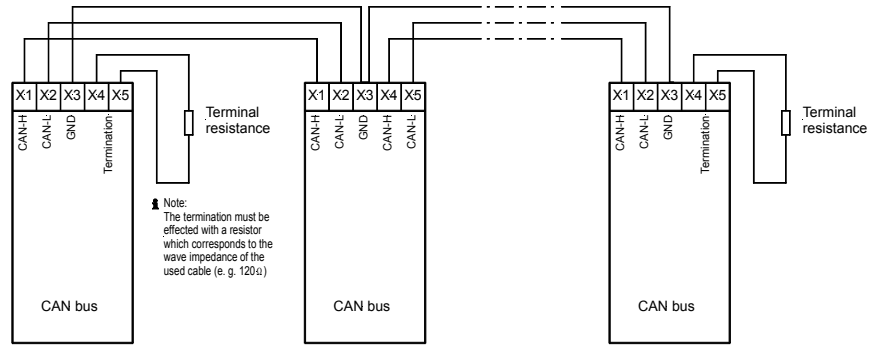 X1 X2 X3 X4 X5
CAN-H
CAN-L
GND
Termination
Terminal
resistance
Note:
The termination must be
effected with a resistor
which corresponds to the
wave impedance of the
used cable (e. g. 120Ω)
CAN bus
X1 X2 X3 X4 X5
CAN-H
CAN-L
GND
CAN-H
CAN-L
CAN bus
X1 X2 X3 X4 X5
CAN-H
CAN-L
GND
Termination
Terminal
resistance
CAN bus